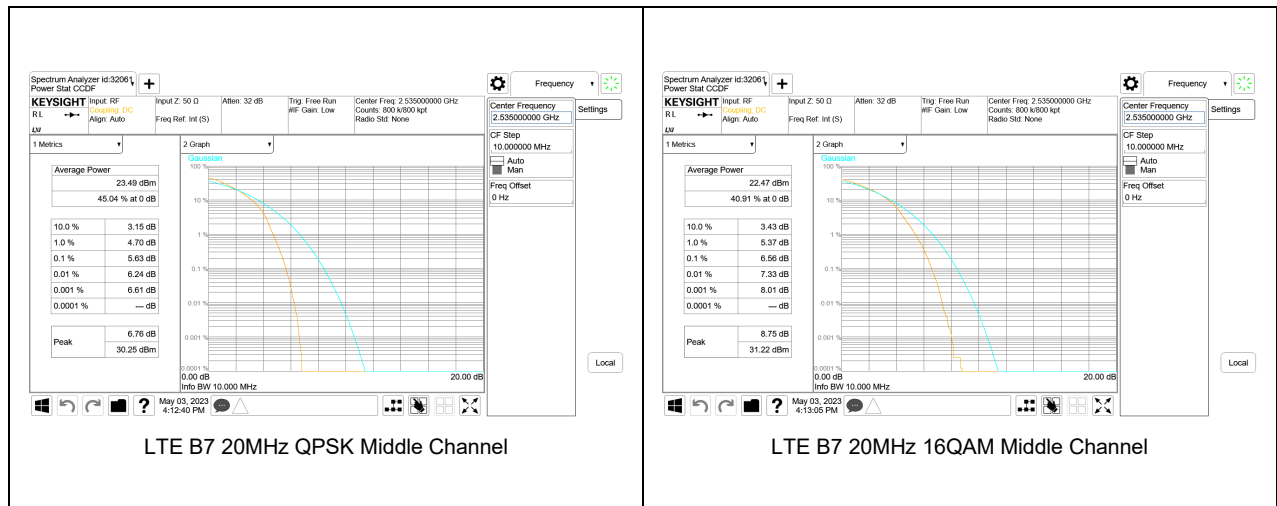 Spectrum Analyzer id:32061
Power Stat CCDF
+
Frequency
KEYSIGHT
Input: RF
Coupling: DC
Align: Auto
Input Z: 50 Ω
Freq Ref: Int (S)
Atten: 32 dB
Trig: Free Run
#IF Gain: Low
Center Freq: 2.535000000 GHz
Counts: 800 k/800 kpt
Radio Std: None
R L
LXI
Center Frequency
2.535000000 GHz
Settings
CF Step
10.000000 MHz
Auto
Man
Freq Offset
0 Hz
Local
1 Metrics
2 Graph
Average Power
23.49 dBm
45.04 % at 0 dB
10.0 % 3.15 dB
1.0 % 4.70 dB
0.1 % 5.63 dB
0.01 % 6.24 dB
0.001 % 6.61 dB
0.0001 % --- dB
Peak
6.76 dB
30.25 dBm
Gaussian
100 %
10 %
1 %
0.1 %
0.01 %
0.001 %
0.0001 %
0.00 dB
20.00 dB
Info BW 10.000 MHz
?
May 03, 2023
4:12:40 PM
LTE B7 20MHz QPSK Middle Channel
Spectrum Analyzer id:32061
Power Stat CCDF
+
Frequency
KEYSIGHT
Input: RF
Coupling: DC
Align: Auto
Input Z: 50 Ω
Freq Ref: Int (S)
Atten: 32 dB
Trig: Free Run
#IF Gain: Low
Center Freq: 2.535000000 GHz
Counts: 800 k/800 kpt
Radio Std: None
R L
LXI
Center Frequency
2.535000000 GHz
Settings
CF Step
10.000000 MHz
Auto
Man
Freq Offset
0 Hz
Local
1 Metrics
2 Graph
Average Power
22.47 dBm
40.91 % at 0 dB
10.0 % 3.43 dB
1.0 % 5.37 dB
0.1 % 6.56 dB
0.01 % 7.33 dB
0.001 % 8.01 dB
0.0001 % --- dB
Peak
8.75 dB
31.22 dBm
Gaussian
100 %
10 %
1 %
0.1 %
0.01 %
0.001 %
0.0001 %
0.00 dB
20.00 dB
Info BW 10.000 MHz
?
May 03, 2023
4:13:05 PM
LTE B7 20MHz 16QAM Middle Channel